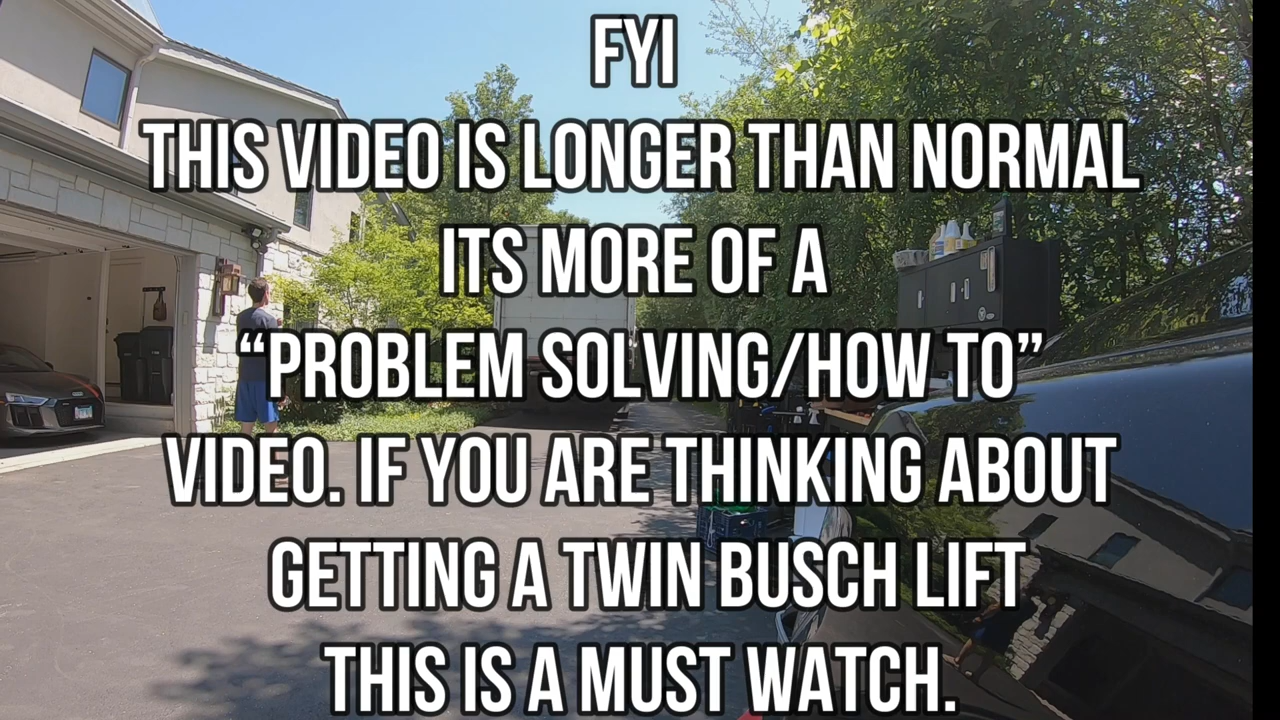 FYI
THIS VIDEO IS LONGER THAN NORMAL
ITS MORE OF A
“PROBLEM SOLVING/HOW TO”
VIDEO. IF YOU ARE THINKING ABOUT
GETTING A TWIN BUSCH LIFT
THIS IS A MUST WATCH.